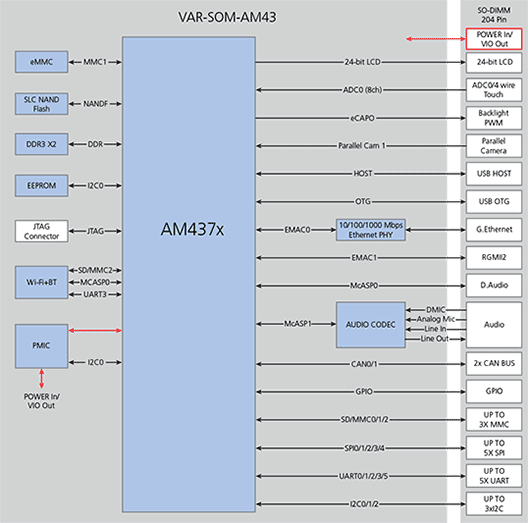 VAR-SOM-AM43
SO-DIMM
204 Pin
POWER In/
VIO Out
eMMC
MMC1
24-bit LCD
24-bit LCD
SLC NAND
Flash
NANDF
ADC0 (8ch)
ADC0/4 wire
Touch
eCAPO
Backlight
PWM
DDR3 X2
DDR
Parallel Cam 1
Parallel
Camera
EEPROM
I2C0
HOST
USB HOST
OTG
USB OTG
JTAG
Connector
JTAG
AM437x
EMAC0
10/100/1000 Mbps
Ethernet PHY
G.Ethernet
EMAC1
RGMII2
Wi-Fi+BT
SD/MMC2
MCASP0
UART3
McASP0
D.Audio
McASP1
AUDIO CODEC
DMIC
Analog Mic
Line In
Line Out
Audio
PMIC
I2C0
POWER In/
VIO Out
CAN0/1
2x CAN BUS
GPIO
GPIO
SD/MMC0/1/2
UP TO
3X MMC
SPI0/1/2/3/4
UP TO
5X SPI
UART0/1/2/3/5
UP TO
5X UART
I2C0/1/2
UP TO
3xI2C